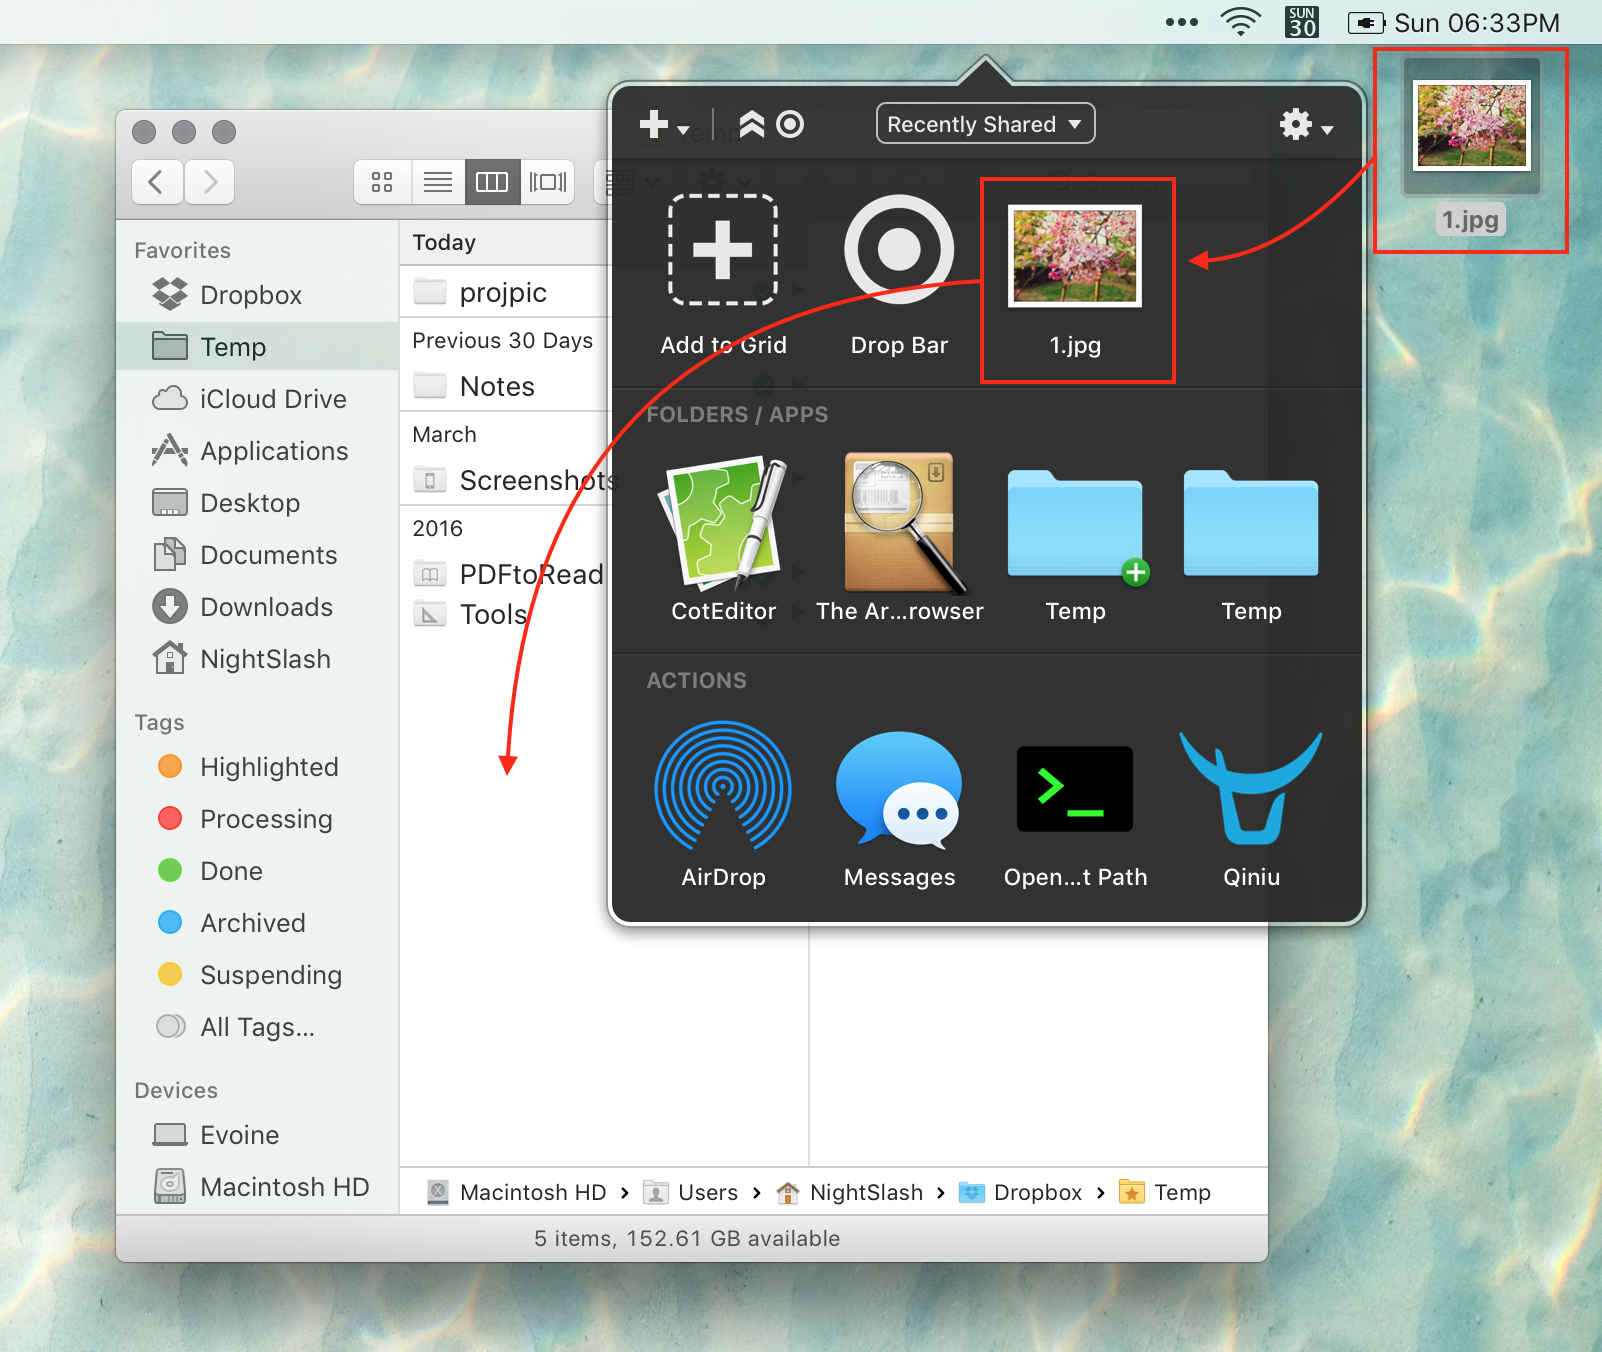 SUN
30
Sun 06:33PM
1.jpg
Recently Shared
Add to Grid
Drop Bar
1.jpg
FOLDERS / APPS
CotEditor
The Ar...rowser
Temp
Temp
ACTIONS
AirDrop
Messages
Open...t Path
Qiniu
Temp
Search
Favorites
Dropbox
Temp
iCloud Drive
Applications
Desktop
Documents
Downloads
NightSlash
Tags
Highlighted
Processing
Done
Archived
Suspending
All Tags...
Devices
Evoine
Macintosh HD
Today
projpic
Previous 30 Days
Notes
March
Screenshots
2016
PDFtoRead
Tools
Macintosh HD › Users › NightSlash › Dropbox › Temp
5 items, 152.61 GB available